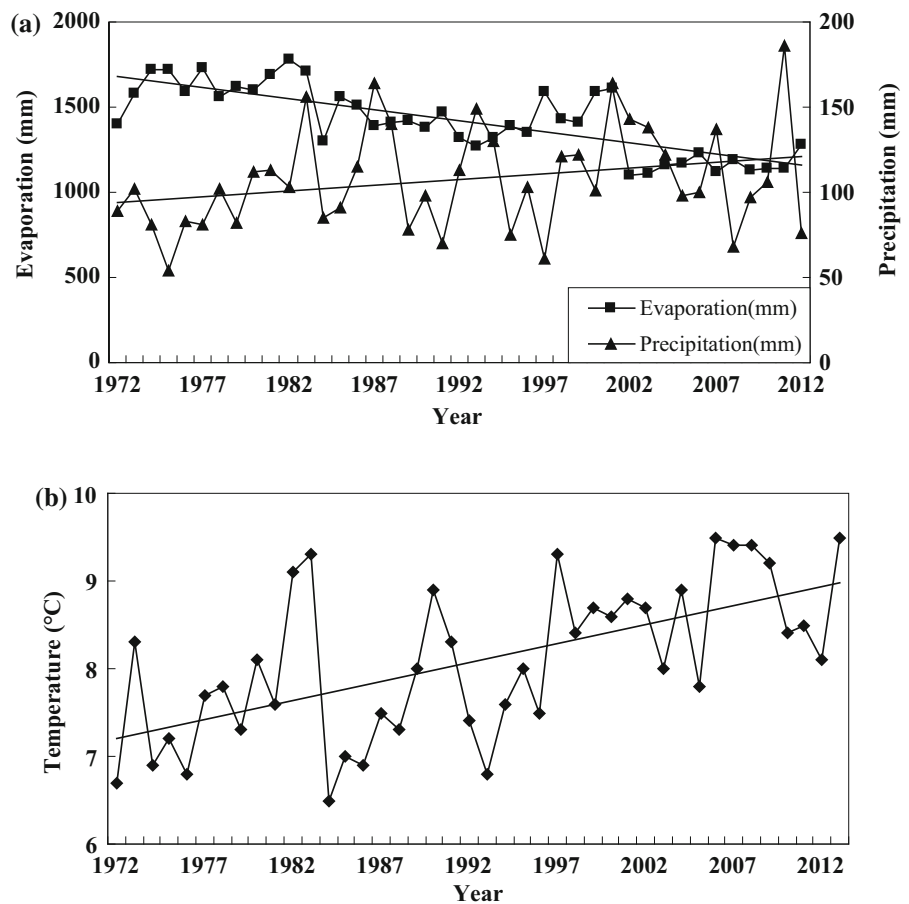 (a)
2000
1500
1000
500
0
Evaporation (mm)
200
150
100
50
0
Precipitation (mm)
Evaporation(mm)
Precipitation(mm)
1972 1977 1982 1987 1992 1997 2002 2007 2012
Year
(b)
10
9
8
7
6
Temperature (°C)
1972 1977 1982 1987 1992 1997 2002 2007 2012
Year